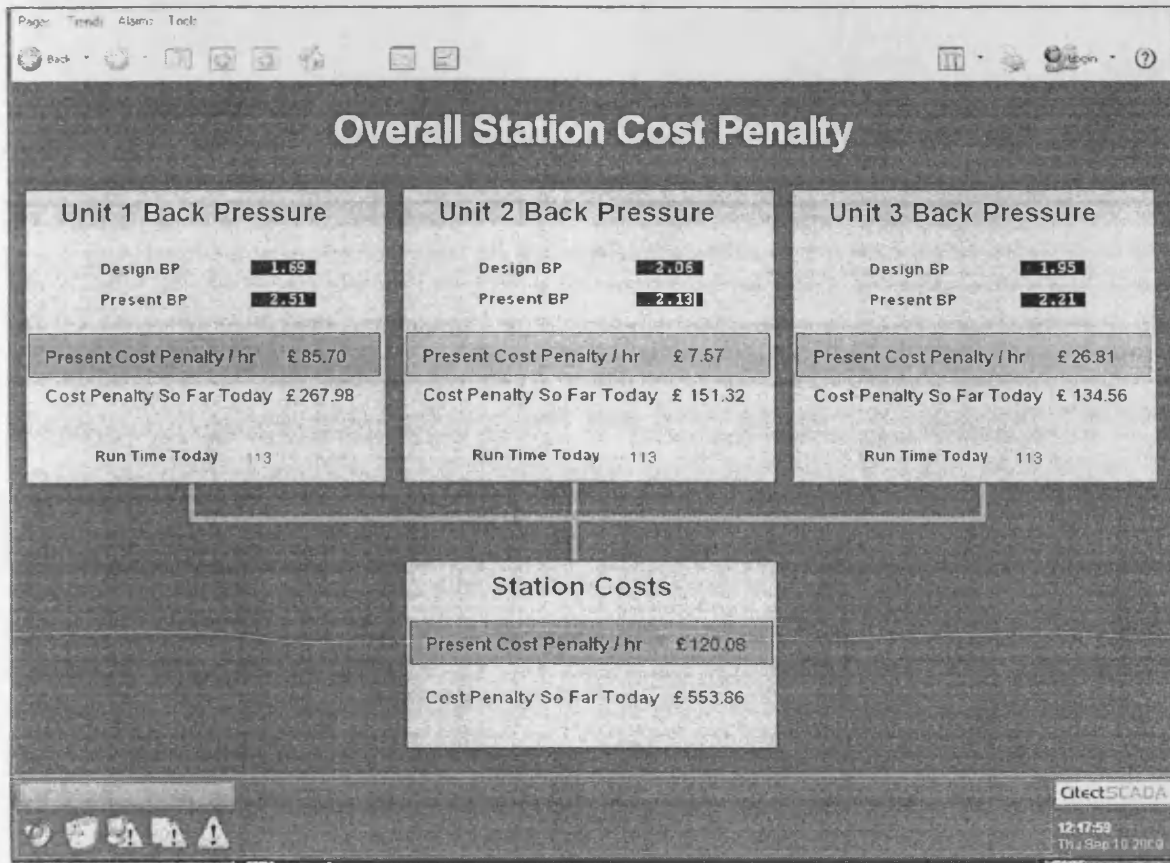 Pages Trends Alarms Tools
Back
Login
Overall Station Cost Penalty
Unit 1 Back Pressure
Design BP 1.69
Present BP 2.51
Present Cost Penalty / hr £85.70
Cost Penalty So Far Today £267.98
Run Time Today 113
Unit 2 Back Pressure
Design BP 2.06
Present BP 2.13
Present Cost Penalty / hr £7.57
Cost Penalty So Far Today £ 151.32
Run Time Today 113
Unit 3 Back Pressure
Design BP 1.95
Present BP 2.21
Present Cost Penalty / hr £26.81
Cost Penalty So Far Today £ 134.56
Run Time Today 113
Station Costs
Present Cost Penalty / hr £120.08
Cost Penalty So Far Today £553.86
CitectSCADA
12:17:59
Thu Sep 10 2009